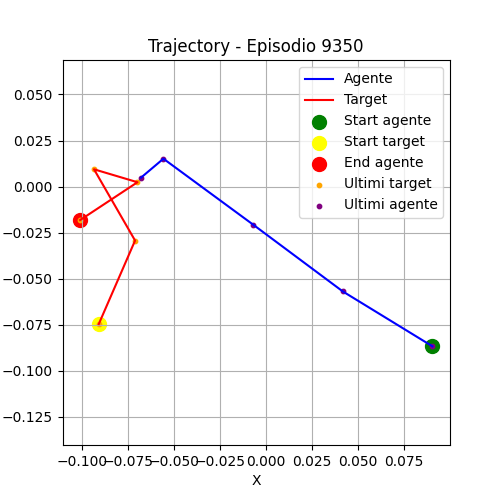 Trajectory - Episodio 9350
Agente
Target
Start agente
Start target
End agente
Ultimi target
Ultimi agente
0.050
0.025
0.000
−0.025
−0.050
−0.075
−0.100
−0.125
−0.100 −0.075 −0.050 −0.025 0.000 0.025 0.050 0.075
X